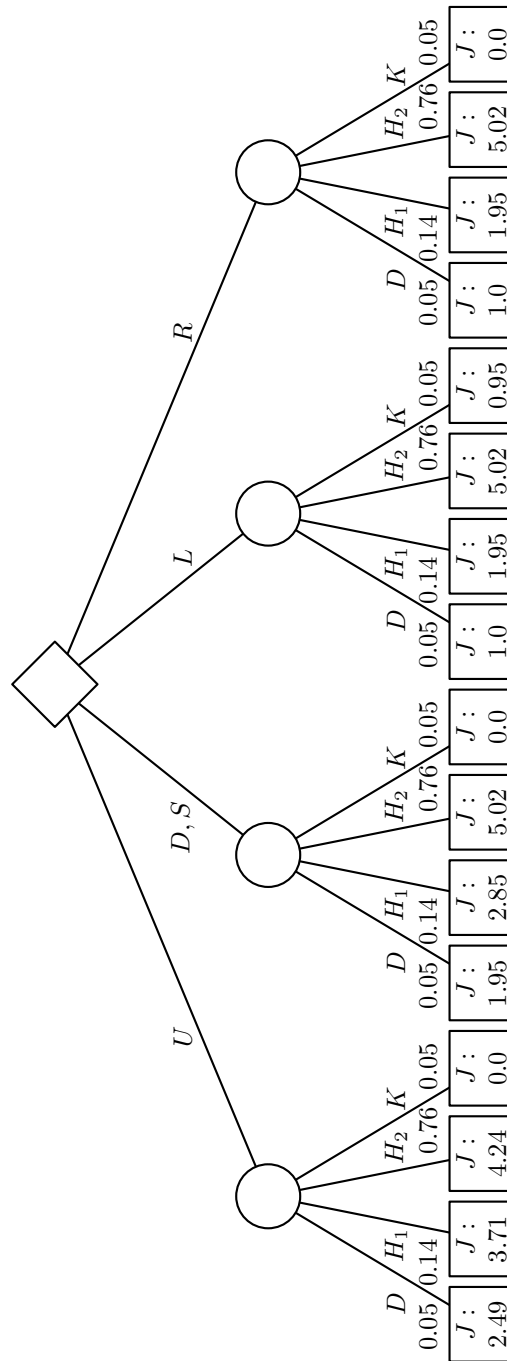 U
D, S
L
R
D
0.05
H₁
0.14
H₂
0.76
K
0.05
D
0.05
H₁
0.14
H₂
0.76
K
0.05
D
0.05
H₁
0.14
H₂
0.76
K
0.05
D
0.05
H₁
0.14
H₂
0.76
K
0.05
J :
2.49
J :
3.71
J :
4.24
J :
0.0
J :
1.95
J :
2.85
J :
5.02
J :
0.0
J :
1.0
J :
1.95
J :
5.02
J :
0.95
J :
1.0
J :
1.95
J :
5.02
J :
0.0